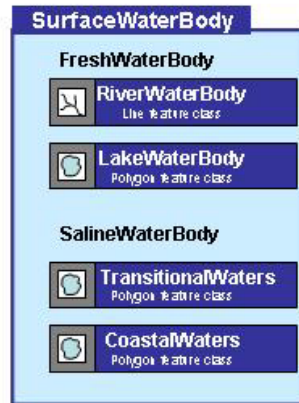 SurfaceWaterBody
FreshWaterBody
RiverWaterBody
Line feature class
LakeWaterBody
Polygon feature class
SalineWaterBody
TransitionalWaters
Polygon feature class
CoastalWaters
Polygon feature class